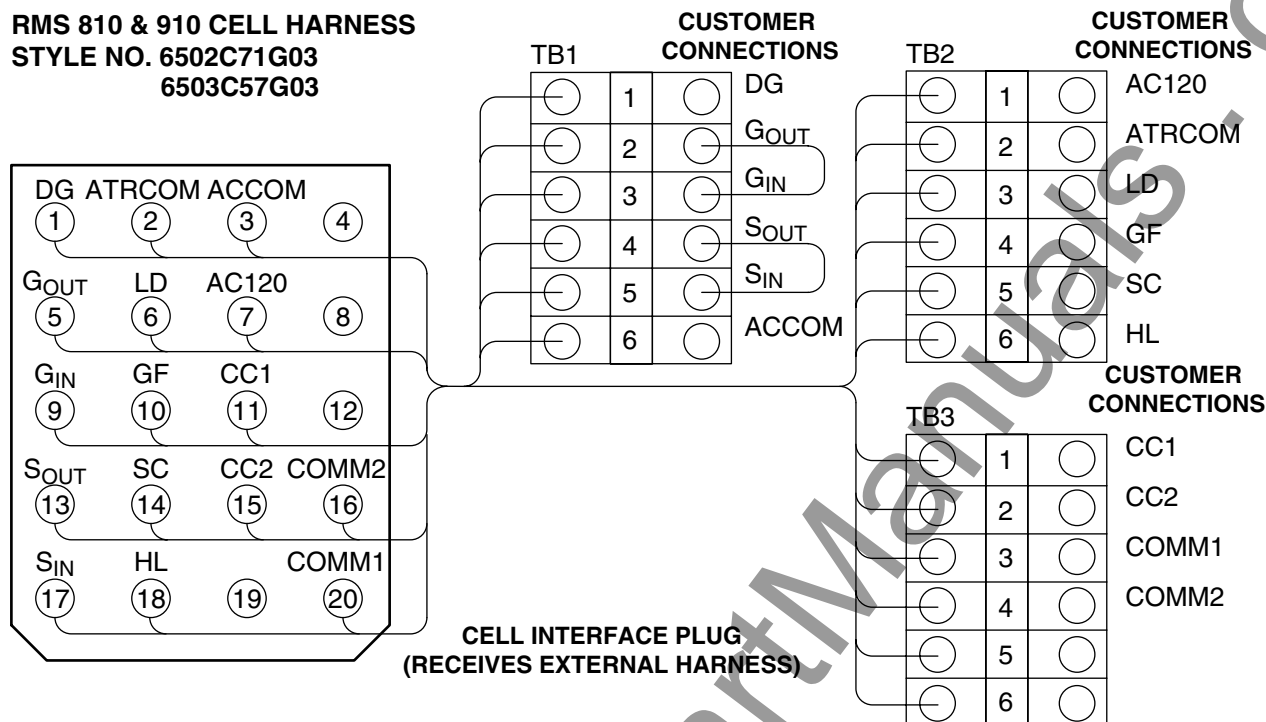 RMS 810 & 910 CELL HARNESS
STYLE NO. 6502C71G03
6503C57G03
DG ATRCOM ACCOM
1 2 3 4
GOUT LD AC120
5 6 7 8
GIN GF CC1
9 10 11 12
SOUT SC CC2 COMM2
13 14 15 16
SIN HL COMM1
17 18 19 20
CELL INTERFACE PLUG
(RECEIVES EXTERNAL HARNESS)
TB1
CUSTOMER
CONNECTIONS
1 DG
2 GOUT
3 GIN
4 SOUT
5 SIN
6 ACCOM
TB2
CUSTOMER
CONNECTIONS
1 AC120
2 ATRCOM
3 LD
4 GF
5 SC
6 HL
TB3
CUSTOMER
CONNECTIONS
1 CC1
2 CC2
3 COMM1
4 COMM2
5
6